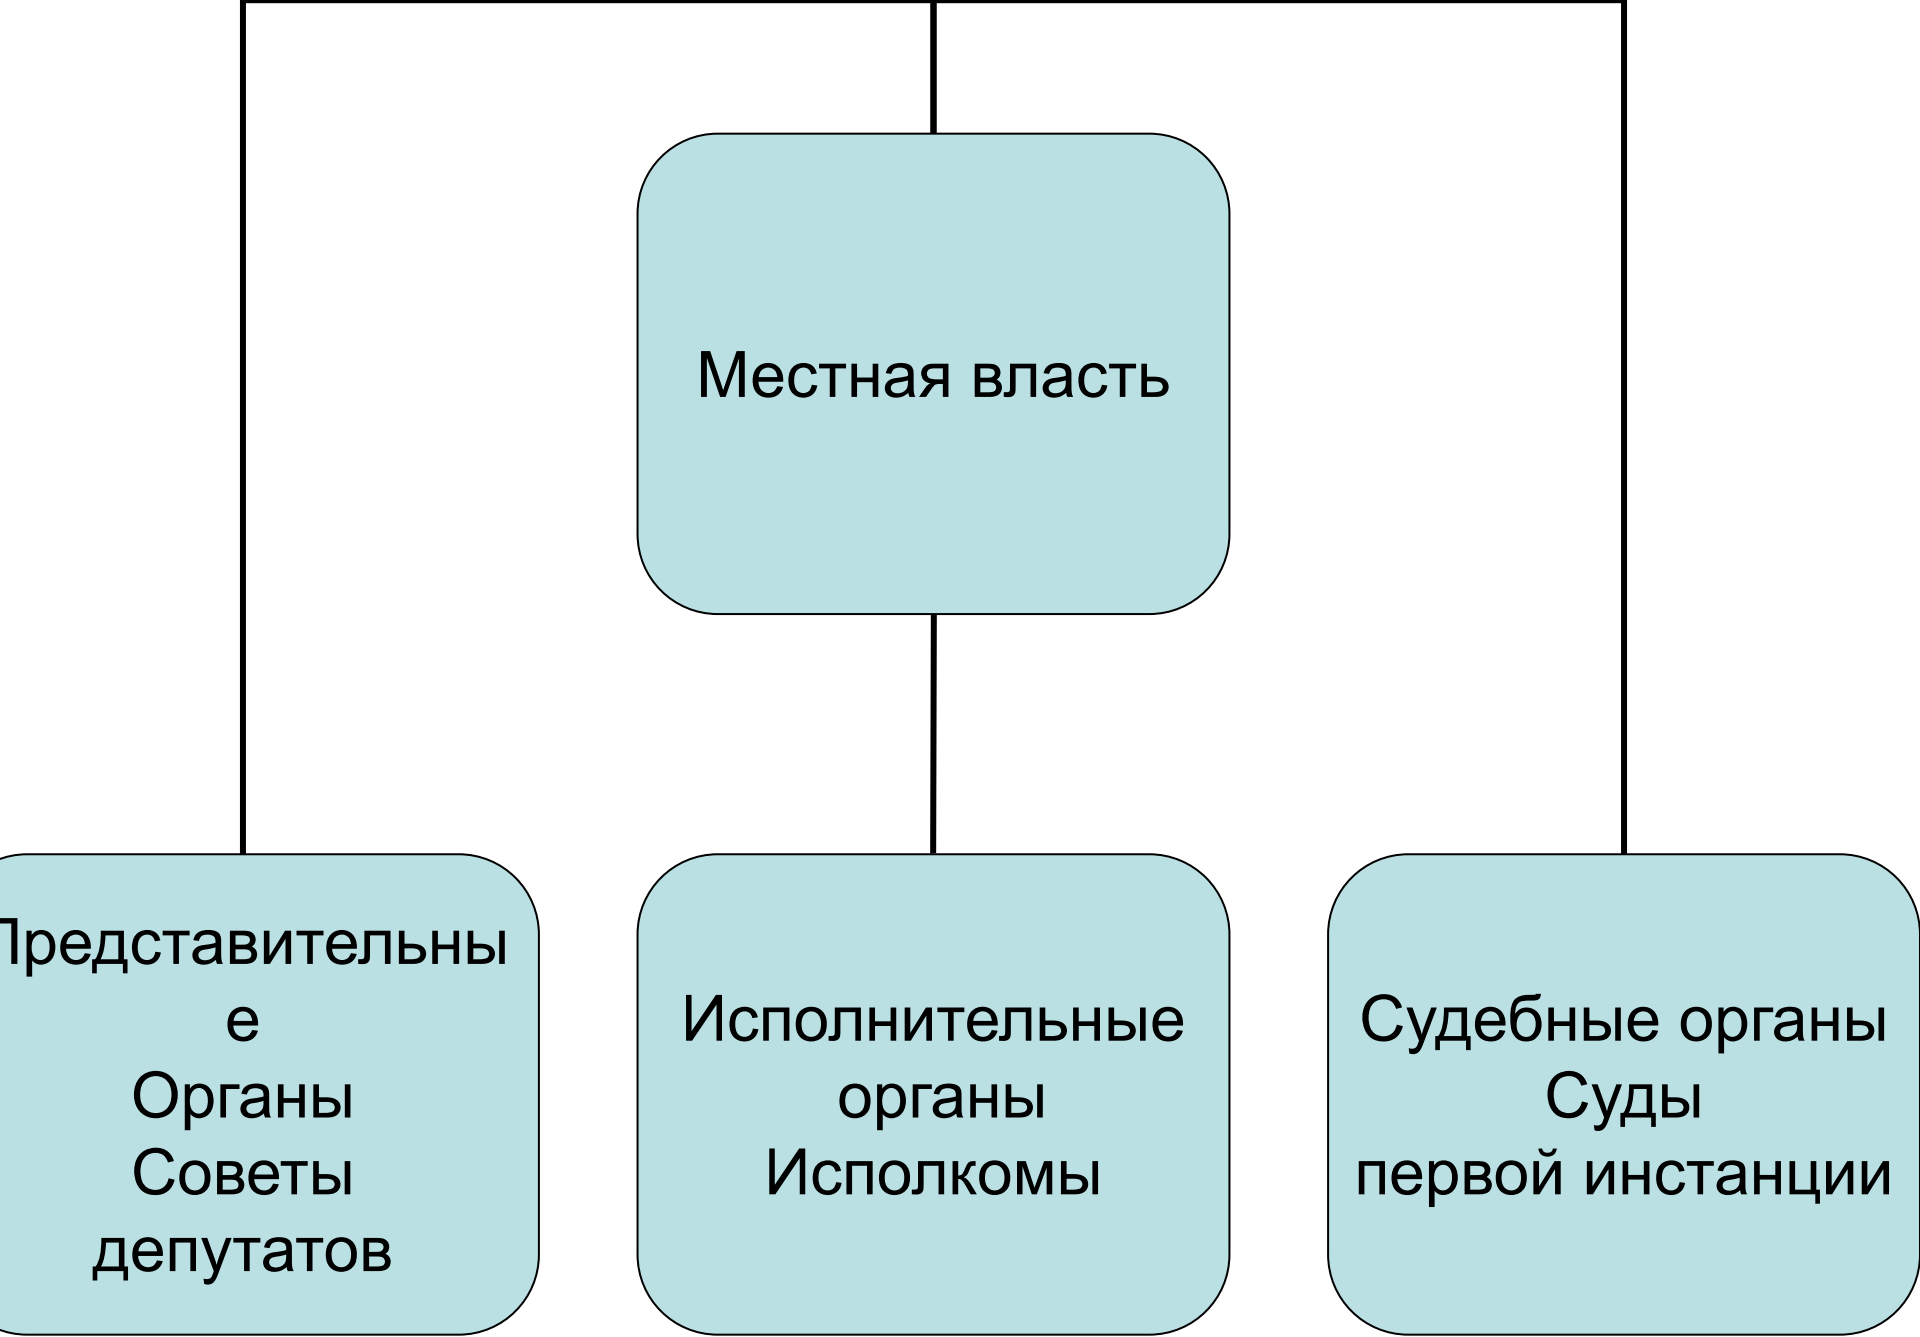 Местная власть
Представительны
е
Органы
Советы
депутатов
Исполнительные
органы
Исполкомы
Судебные органы
Суды
первой инстанции